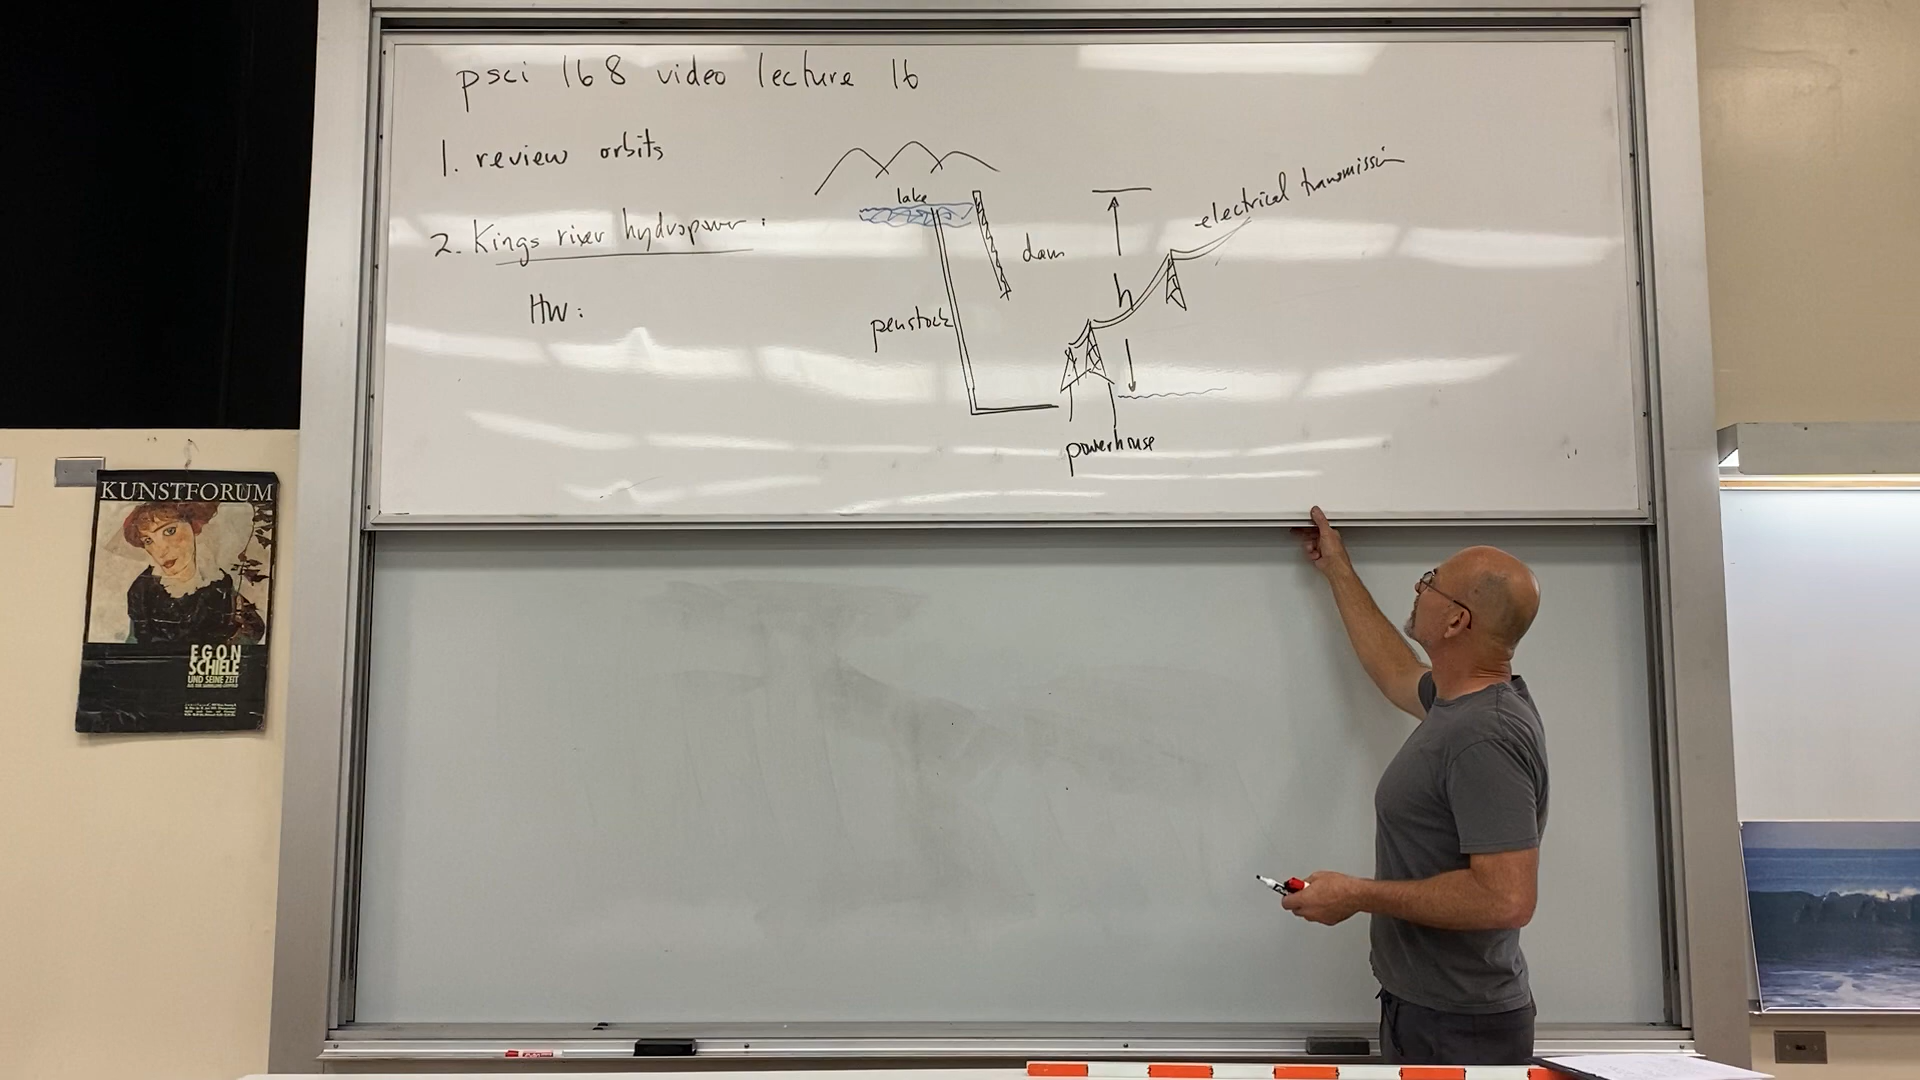 psci 168 video lecture 16
1. review orbits
2. Kings river hydropower:
HW:
lake
dam
penstock
h
electrical transmission
powerhouse
KUNSTFORUM
EGON
SCHIELE
UND SEINE ZEIT